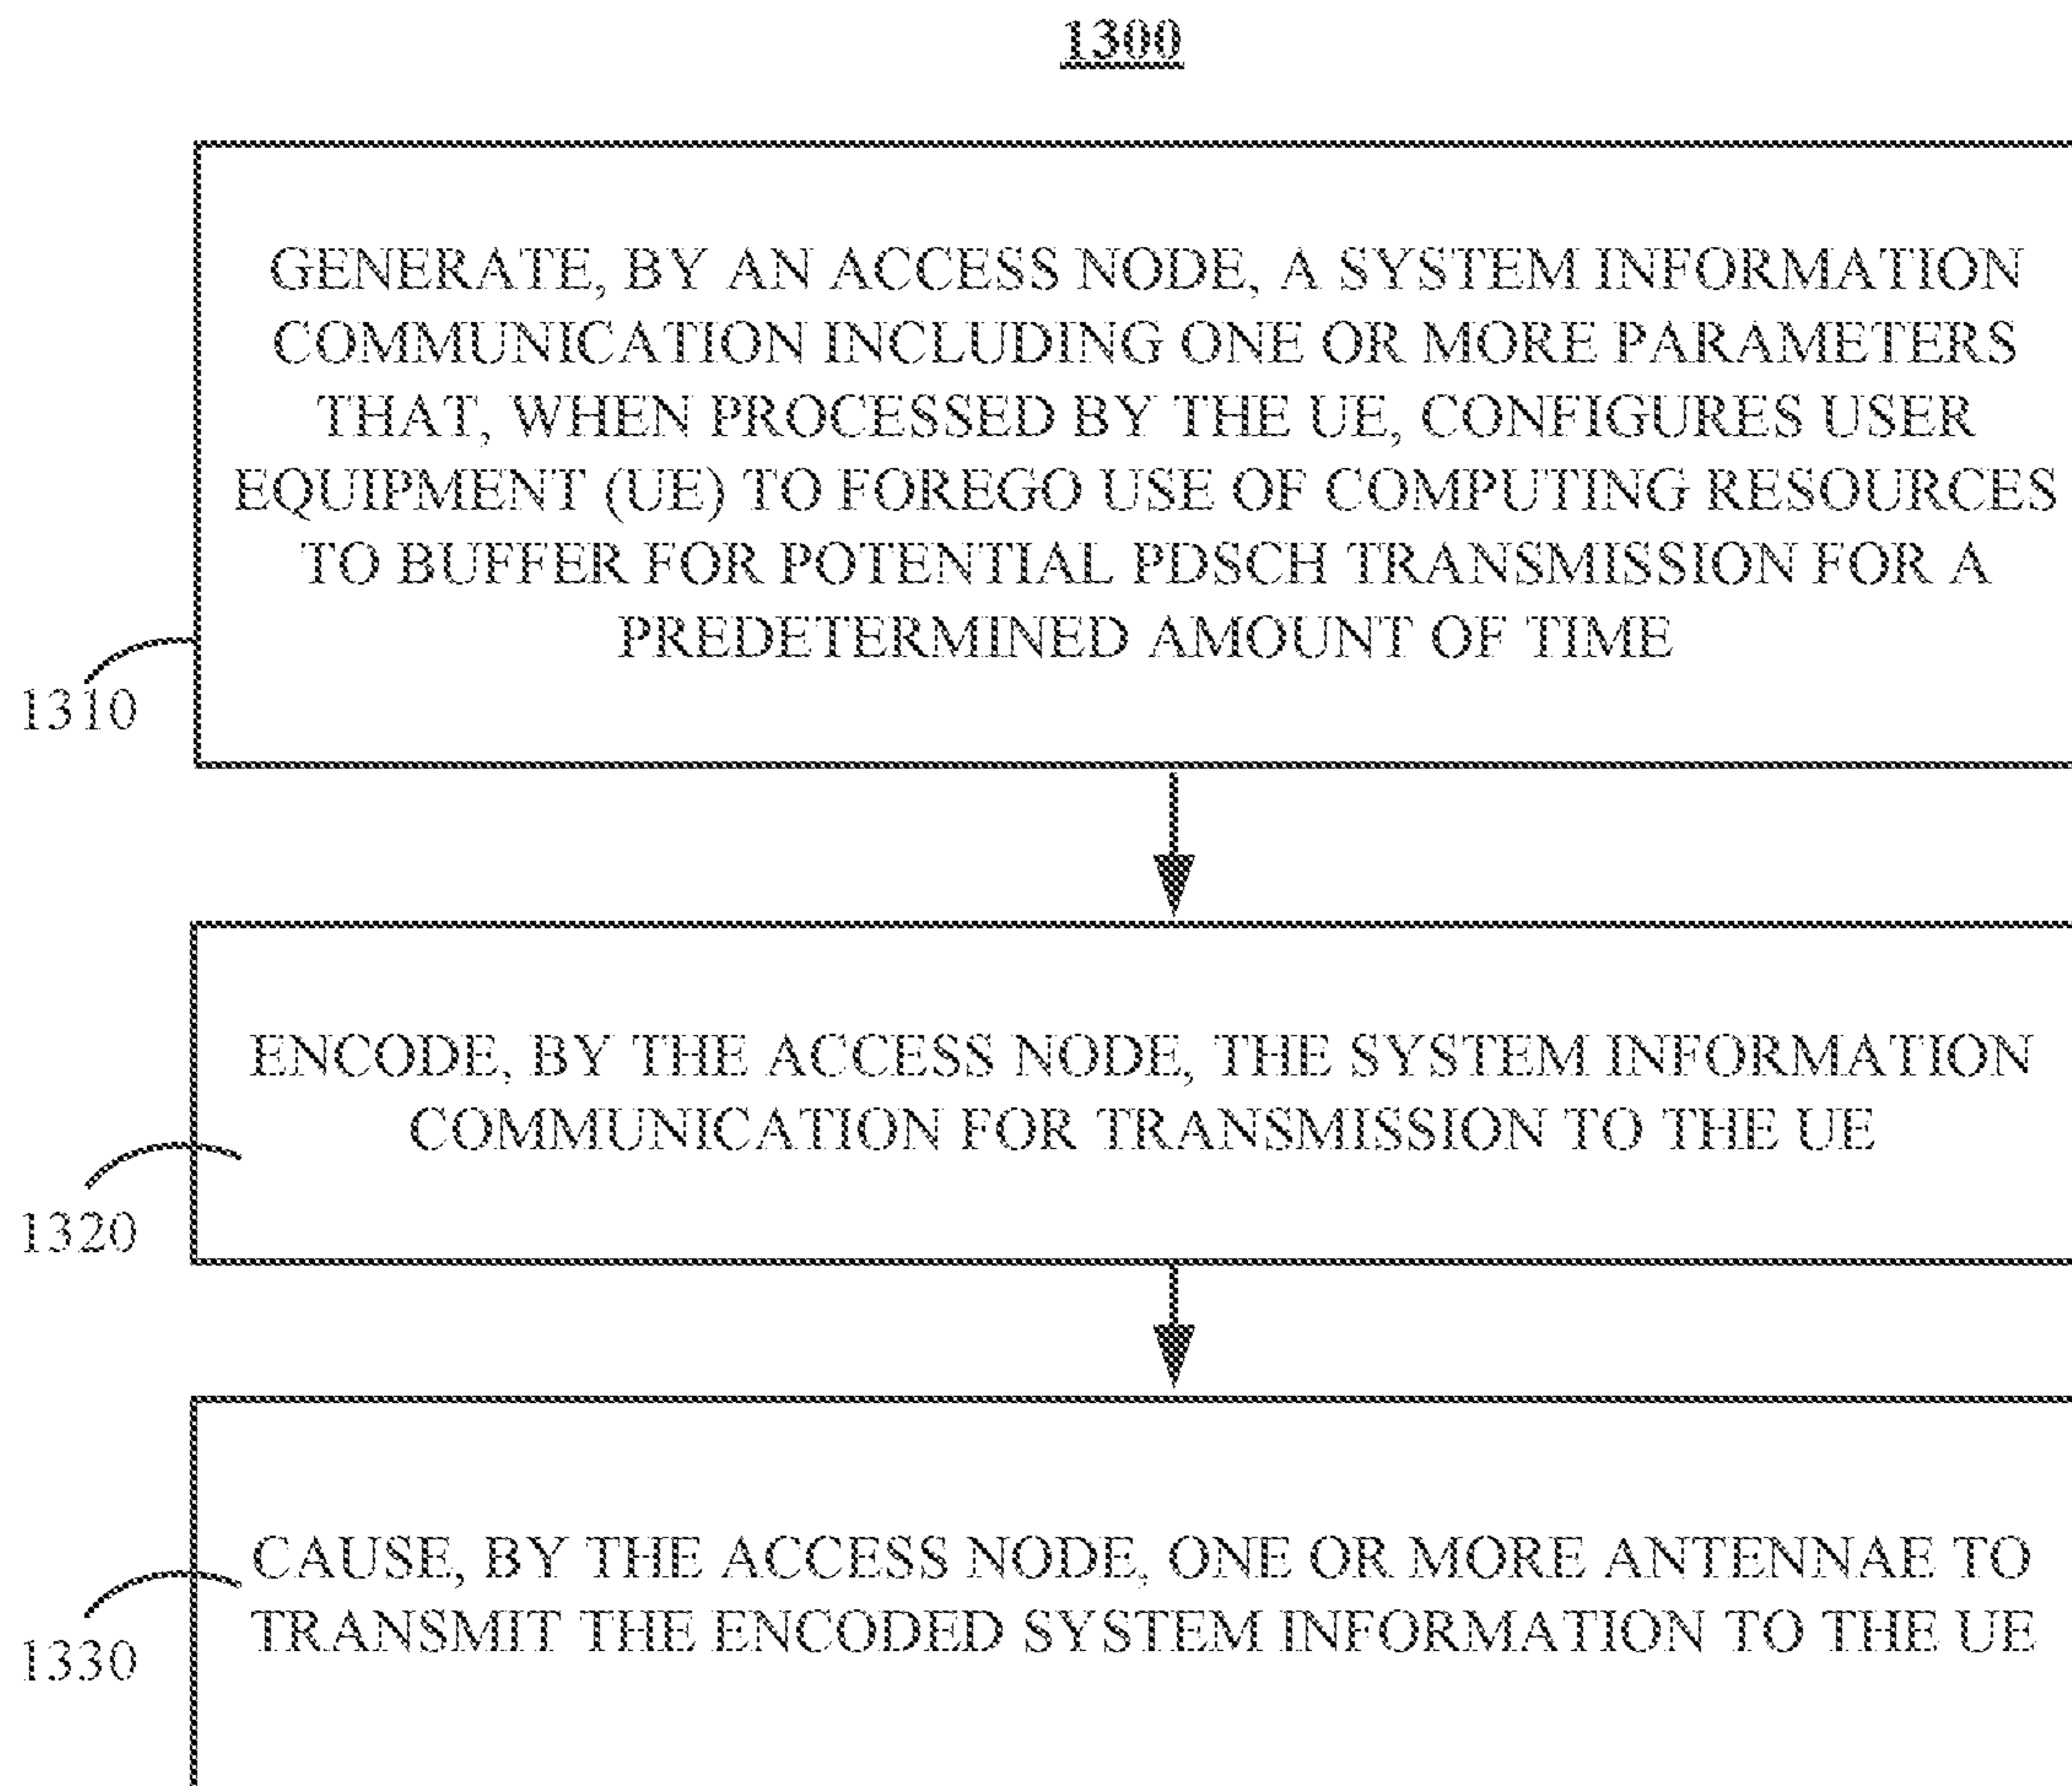 1300
GENERATE, BY AN ACCESS NODE, A SYSTEM INFORMATION
COMMUNICATION INCLUDING ONE OR MORE PARAMETERS
THAT, WHEN PROCESSED BY THE UE, CONFIGURES USER
EQUIPMENT (UE) TO FOREGO USE OF COMPUTING RESOURCES
TO BUFFER FOR POTENTIAL PDSCH TRANSMISSION FOR A
PREDETERMINED AMOUNT OF TIME
1310
ENCODE, BY THE ACCESS NODE, THE SYSTEM INFORMATION
COMMUNICATION FOR TRANSMISSION TO THE UE
1320
CAUSE, BY THE ACCESS NODE, ONE OR MORE ANTENNAE TO
TRANSMIT THE ENCODED SYSTEM INFORMATION TO THE UE
1330